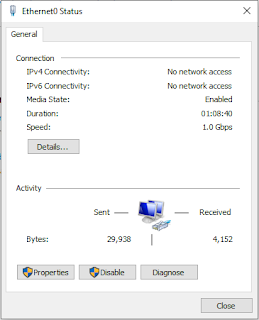 Ethernet0 Status
General
Connection
IPv4 Connectivity: No network access
IPv6 Connectivity: No network access
Media State: Enabled
Duration: 01:08:40
Speed: 1.0 Gbps
Details...
Activity
Sent Received
Bytes: 29,938 4,152
Properties Disable Diagnose
Close